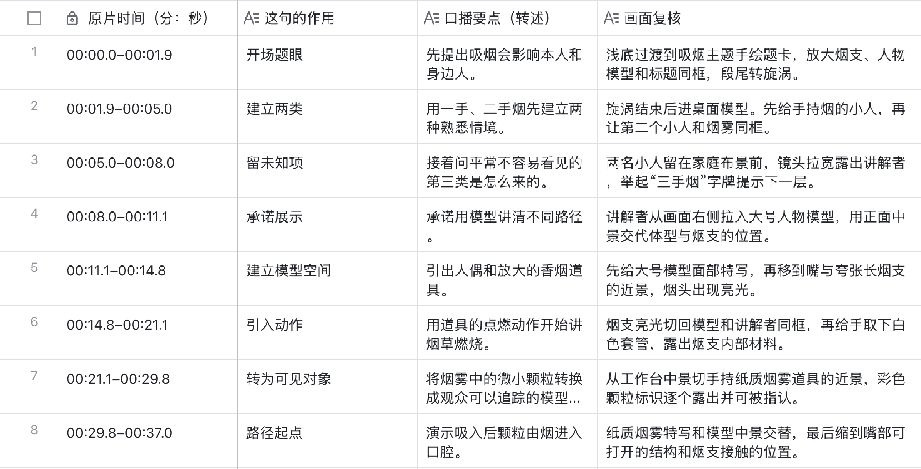 原片时间（分：秒） 这句的作用 口播要点（转述） 画面复核
1 00:00.0–00:01.9 开场题眼 先提出吸烟会影响本人和 浅底过渡到吸烟主题手绘题卡，放大烟支、人物
身边人。 模型和标题同框，段尾转旋涡。
2 00:01.9–00:05.0 建立两类 用一手、二手烟先建立两 旋涡结束后进桌面模型。先给手持烟的小人，再
种熟悉情境。 让第二个小人和烟雾同框。
3 00:05.0–00:08.0 留未知项 接着问平常不容易看见的 两名小人留在家庭布景前，镜头拉宽露出讲解者
第三类是怎么来的。 ，举起“三手烟”字牌提示下一层。
4 00:08.0–00:11.1 承诺展示 承诺用模型讲清不同路径 讲解者从画面右侧拉入大号人物模型，用正面中
。 景交代体型与烟支的位置。
5 00:11.1–00:14.8 建立模型空间 引出人偶和放大的香烟道 先给大号模型面部特写，再移到嘴与夸张长烟支
具。 的近景，烟头出现亮光。
6 00:14.8–00:21.1 引入动作 用道具的点燃动作开始讲 烟支亮光切回模型和讲解者同框，再给手取下白
烟草燃烧。 色套管、露出烟支内部材料。
7 00:21.1–00:29.8 转为可见对象 将烟雾中的微小颗粒转换 从工作台中景切手持纸质烟雾道具的近景，彩色
成观众可以追踪的模型... 颗粒标识逐个露出并可被指认。
8 00:29.8–00:37.0 路径起点 演示吸入后颗粒由烟进入 纸质烟雾特写和模型中景交替，最后缩到嘴部可
口腔。 打开的结构和烟支接触的位置。